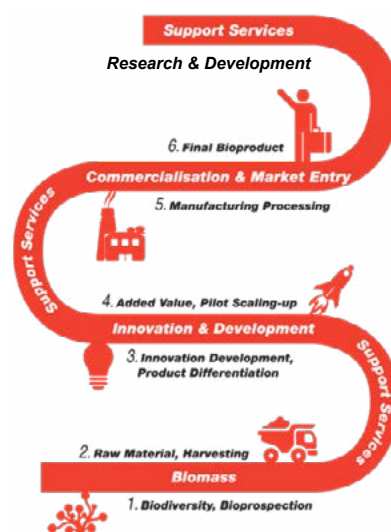 Support Services
Research & Development
6. Final Bioproduct
Commercialisation & Market Entry
5. Manufacturing Processing
Support Services
4. Added Value, Pilot Scaling-up
Innovation & Development
3. Innovation Development,
Product Differentiation
Support Services
2. Raw Material, Harvesting
Biomass
1. Biodiversity, Bioprospection